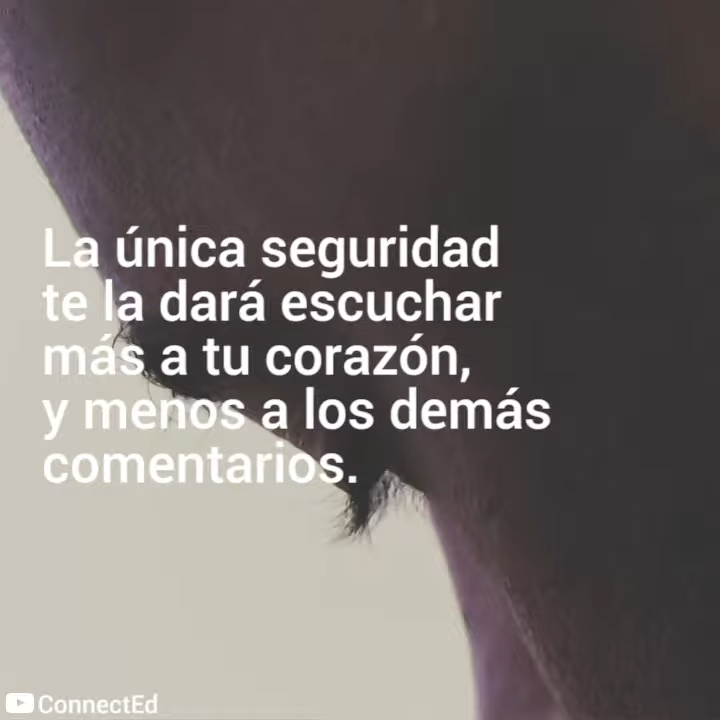 La única seguridad
te la dará escuchar
más a tu corazón,
y menos a los demás
comentarios.
ConnectEd